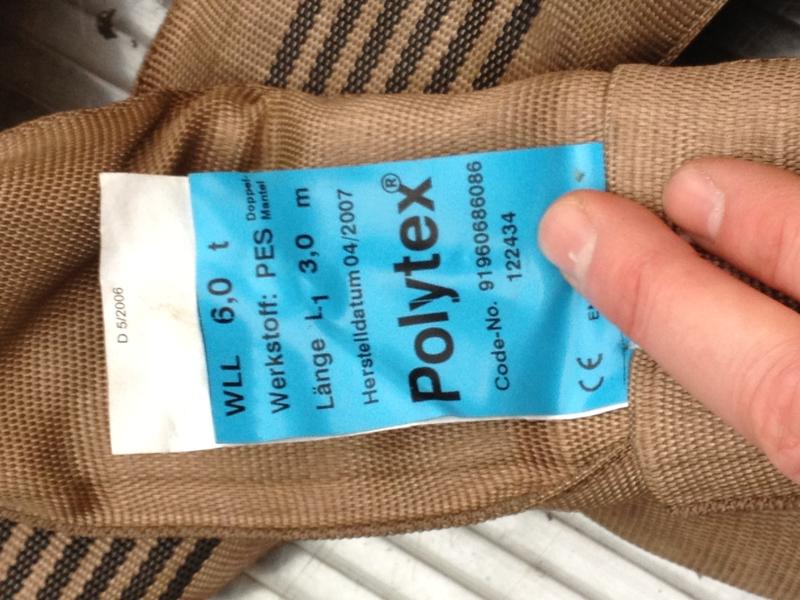 D 5/2006
WLL 6,0 t
Werkstoff: PES Doppel-
Mantel
Länge L1 3,0 m
Herstelldatum 04/2007
Polytex®
Code-No. 91960686086
122434
CE